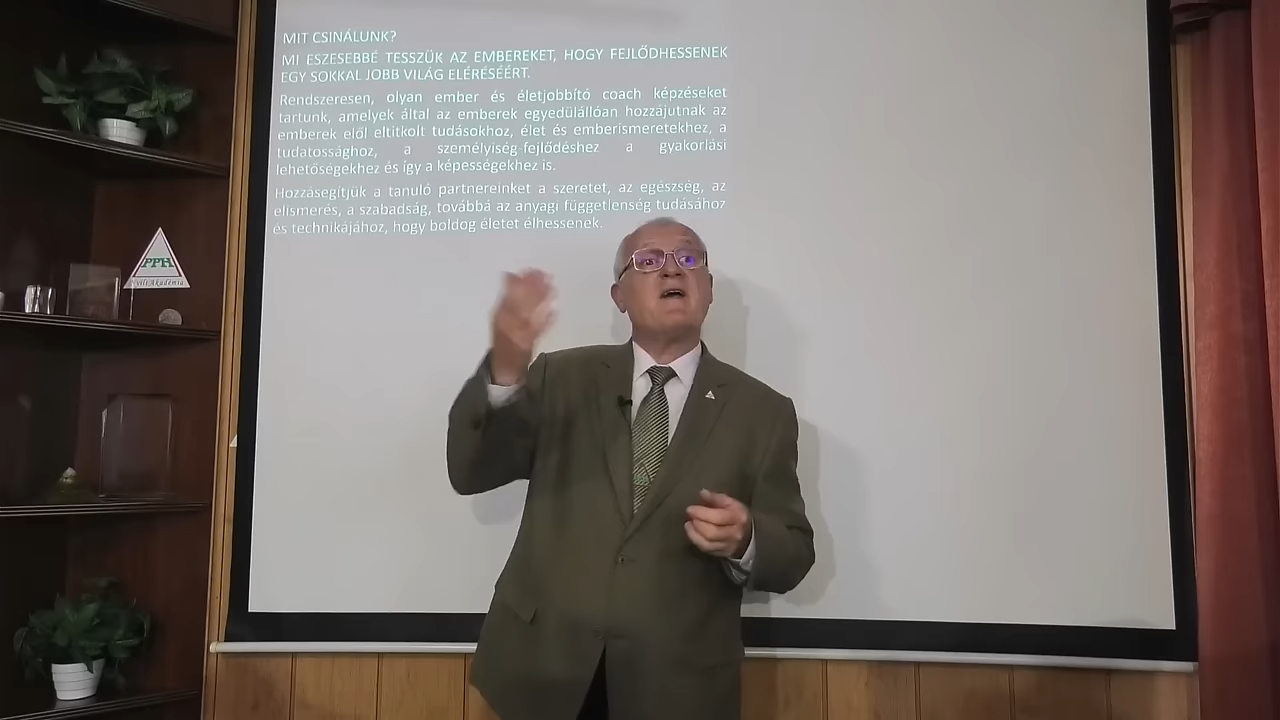 MIT CSINÁLUNK?
MI ESZESEBBÉ TESSZÜK AZ EMBEREKET, HOGY FEJLŐDHESSENEK
EGY SOKKAL JOBB VILÁG ELÉRÉSÉÉRT.
Rendszeresen, olyan ember és életjobbító coach képzéseket
tartunk, amelyek által az emberek egyedülállóan hozzájutnak az
emberek elől eltitkolt tudásokhoz, élet és emberismeretekhez, a
tudatossághoz, a személyiség-fejlődéshez a gyakorlási
lehetőségekhez és így a képességekhez is.
Hozzásegítjük a tanuló partnereinket a szeretet, az egészség, az
elismerés, a szabadság, továbbá az anyagi függetlenség tudásához
és technikájához, hogy boldog életet élhessenek.
PPH
Nyílt Akadémia